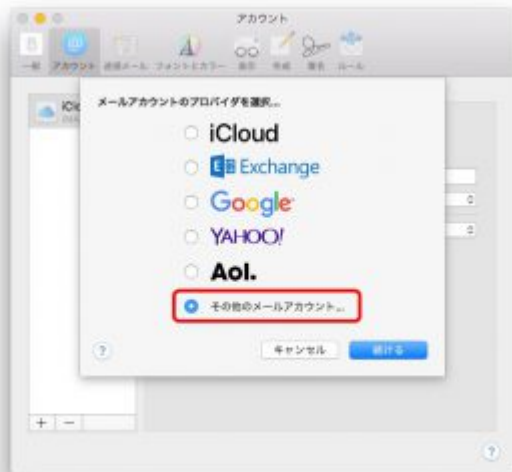 アカウント
一般 アカウント 迷惑メール フォントとカラー 表示 作成 署名 ルール
メールアカウントのプロバイダを選択...
iCloud
E Exchange
Google
YAHOO!
Aol.
その他のメールアカウント...
? キャンセル 続ける
+ −
?